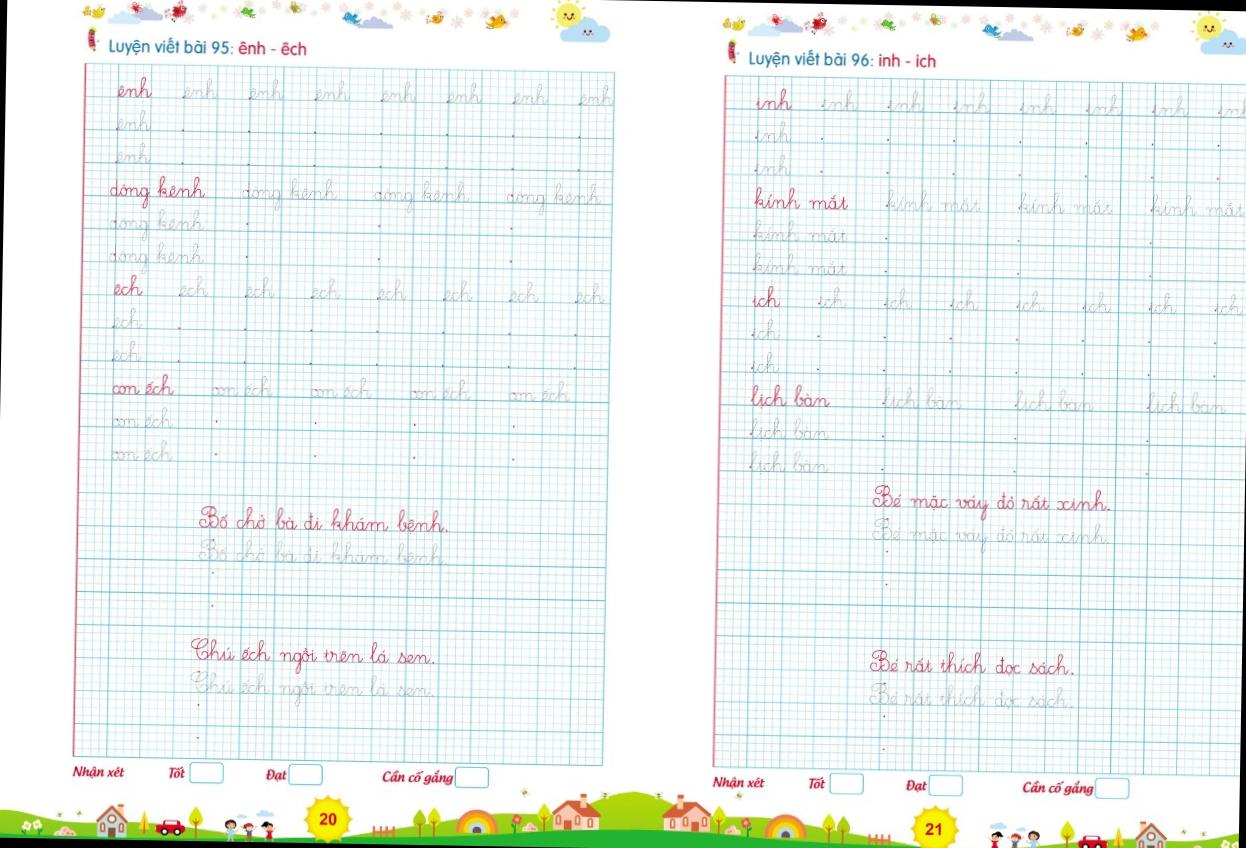 Luyện viết bài 95: ênh - êch
ênh ênh ênh ênh ênh ênh ênh ênh
ênh
ênh
dòng kênh dòng kênh dòng kênh dòng kênh
dòng kênh
dòng kênh
êch êch êch êch êch êch êch êch
êch
êch
con ếch con ếch con ếch con ếch con ếch
con ếch
con ếch
Bố chở bà đi khám bệnh.
Bố chở bà đi khám bệnh.
Chú ếch ngồi trên lá sen.
Chú ếch ngồi trên lá sen.
Nhận xét Tốt Đạt Cần cố gắng
20
Luyện viết bài 96: inh - ich
inh inh inh inh inh inh inh inh
inh
inh
kính mắt kính mắt kính mắt kính mắt
kính mắt
kính mắt
ich ich ich ich ich ich ich ich
ich
ich
lịch bàn lịch bàn lịch bàn lịch bàn
lịch bàn
lịch bàn
Bé mặc váy đỏ rất xinh.
Bé mặc váy đỏ rất xinh.
Bé rất thích đọc sách.
Bé rất thích đọc sách.
Nhận xét Tốt Đạt Cần cố gắng
21